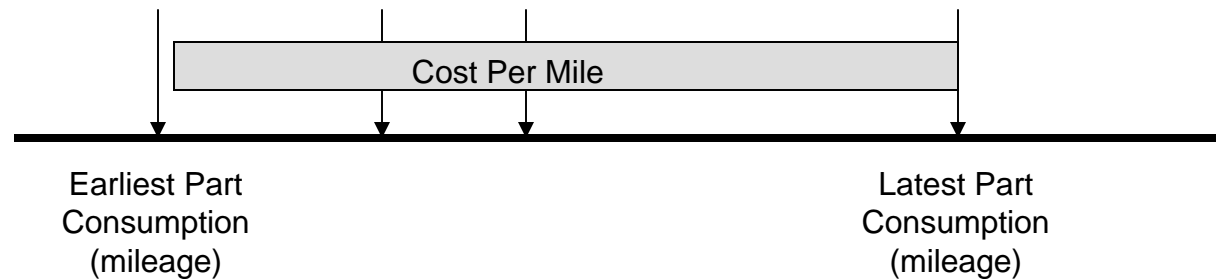 Cost Per Mile
Earliest Part
Consumption
(mileage)
Latest Part
Consumption
(mileage)